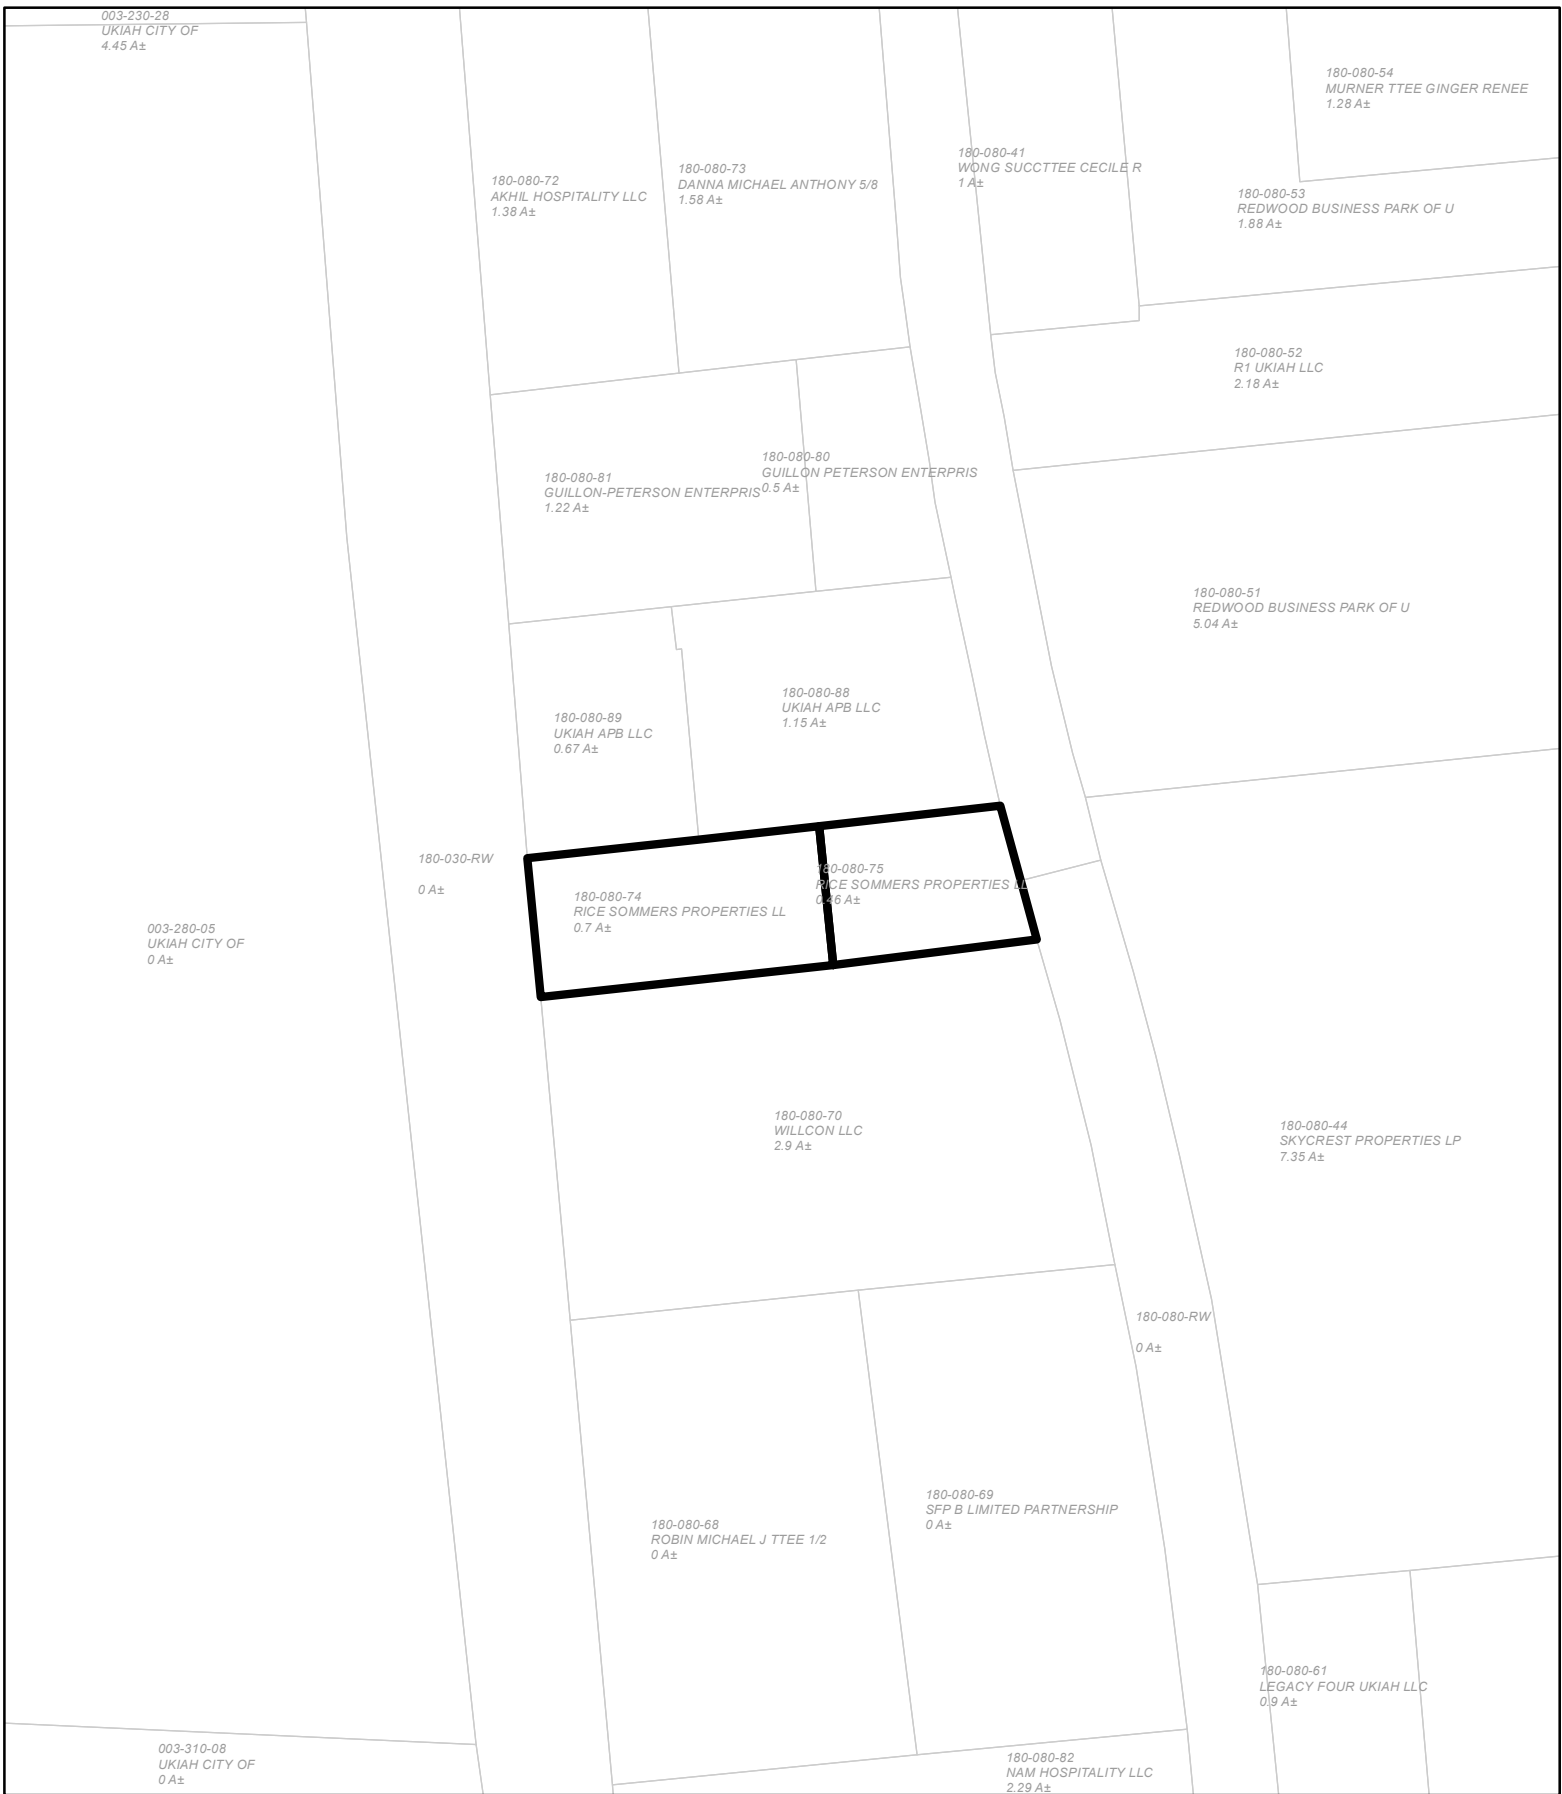 003-230-28
UKIAH CITY OF
4.45 A±
180-080-54
MURNER TTEE GINGER RENEE
1.28 A±
180-080-41
WONG SUCCTTEE CECILE R
1 A±
180-080-73
DANNA MICHAEL ANTHONY 5/8
1.58 A±
180-080-72
AKHIL HOSPITALITY LLC
1.38 A±
180-080-53
REDWOOD BUSINESS PARK OF U
1.88 A±
180-080-52
R1 UKIAH LLC
2.18 A±
180-080-80
GUILLON PETERSON ENTERPRIS
0.5 A±
180-080-81
GUILLON-PETERSON ENTERPRIS
1.22 A±
180-080-51
REDWOOD BUSINESS PARK OF U
5.04 A±
180-080-88
UKIAH APB LLC
1.15 A±
180-080-89
UKIAH APB LLC
0.67 A±
180-030-RW
0 A±
180-080-75
RICE SOMMERS PROPERTIES LL
0.46 A±
180-080-74
RICE SOMMERS PROPERTIES LL
0.7 A±
003-280-05
UKIAH CITY OF
0 A±
180-080-70
WILLCON LLC
2.9 A±
180-080-44
SKYCREST PROPERTIES LP
7.35 A±
180-080-RW
0 A±
180-080-69
SFP B LIMITED PARTNERSHIP
0 A±
180-080-68
ROBIN MICHAEL J TTEE 1/2
0 A±
180-080-61
LEGACY FOUR UKIAH LLC
0.9 A±
003-310-08
UKIAH CITY OF
0 A±
180-080-82
NAM HOSPITALITY LLC
2.29 A±